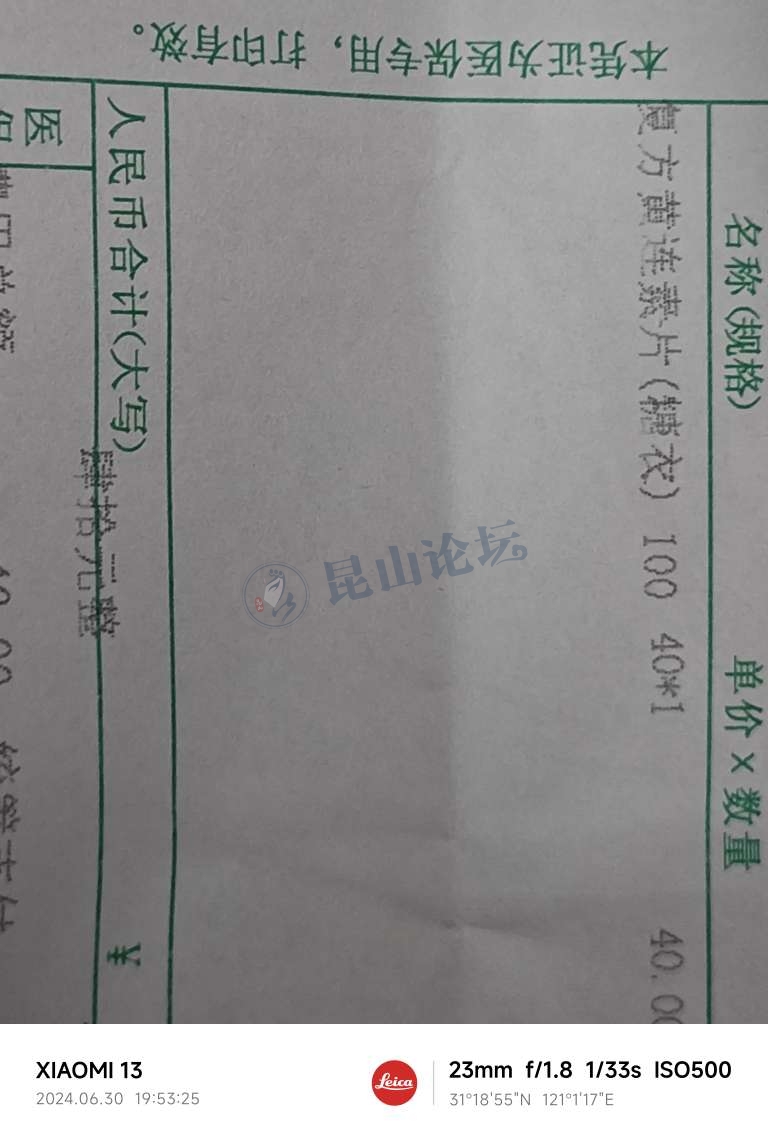 本凭证为医保专用，打印有效。
名称(规格) 单价×数量
复方黄连素片(糖衣) 100 40*1 40.00
人民币合计(大写) ¥
肆拾元整
医
昆山论坛
XIAOMI 13
2024.06.30 19:53:25
Leica
23mm f/1.8 1/33s ISO500
31°18'55"N 121°1'17"E